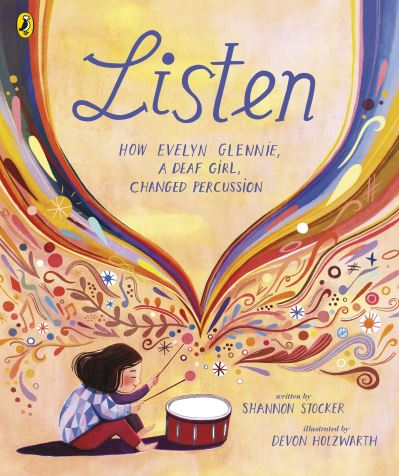 Listen
HOW EVELYN GLENNIE,
A DEAF GIRL,
CHANGED PERCUSSION
written by
SHANNON STOCKER
illustrated by
DEVON HOLZWARTH